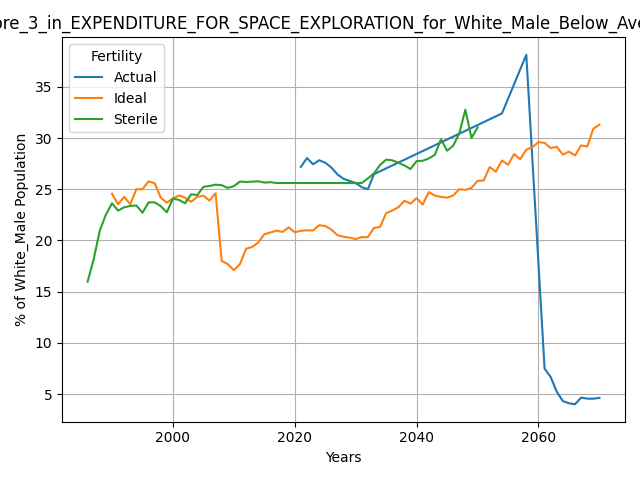 ore_3_in_EXPENDITURE_FOR_SPACE_EXPLORATION_for_White_Male_Below_Ave
Fertility
Actual
Ideal
Sterile
% of White_Male Population
35
30
25
20
15
10
5
2000 2020 2040 2060
Years